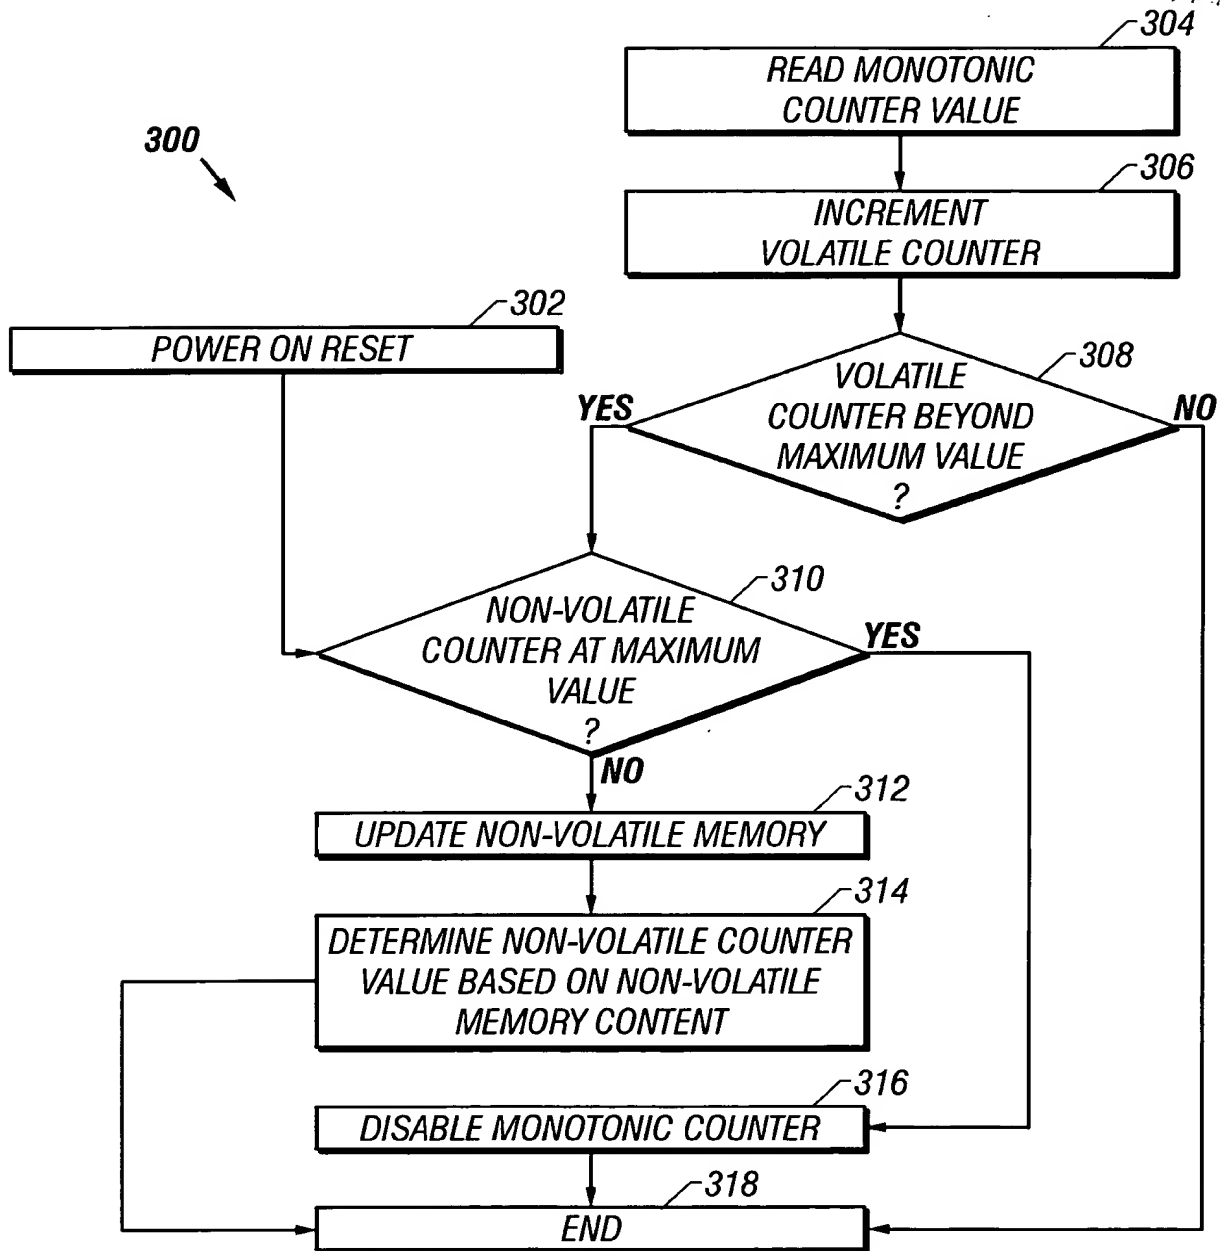 304
READ MONOTONIC
COUNTER VALUE
300
306
INCREMENT
VOLATILE COUNTER
302
POWER ON RESET
308
VOLATILE
COUNTER BEYOND
MAXIMUM VALUE
?
YES
NO
310
NON-VOLATILE
COUNTER AT MAXIMUM
VALUE
?
YES
NO
312
UPDATE NON-VOLATILE MEMORY
314
DETERMINE NON-VOLATILE COUNTER
VALUE BASED ON NON-VOLATILE
MEMORY CONTENT
316
DISABLE MONOTONIC COUNTER
318
END